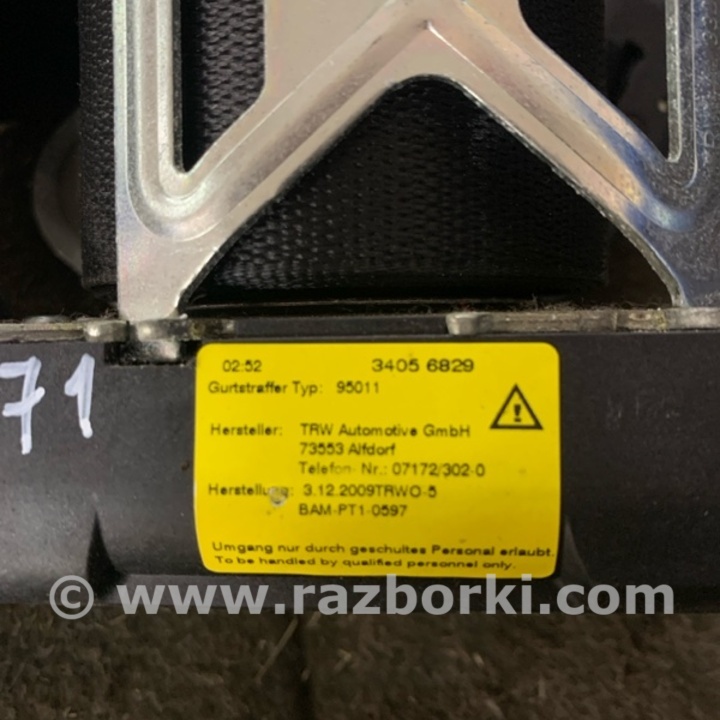 71
02:52 3405 6829
Gurtstraffer Typ: 95011
Hersteller: TRW Automotive GmbH
73553 Alfdorf
Telefon- Nr.: 07172/302-0
Herstellung: 3.12.2009TRWO-5
BAM-PT1-0597
Umgang nur durch geschultes Personal erlaubt.
To be handled by qualified personnel only.
© www.razborki.com